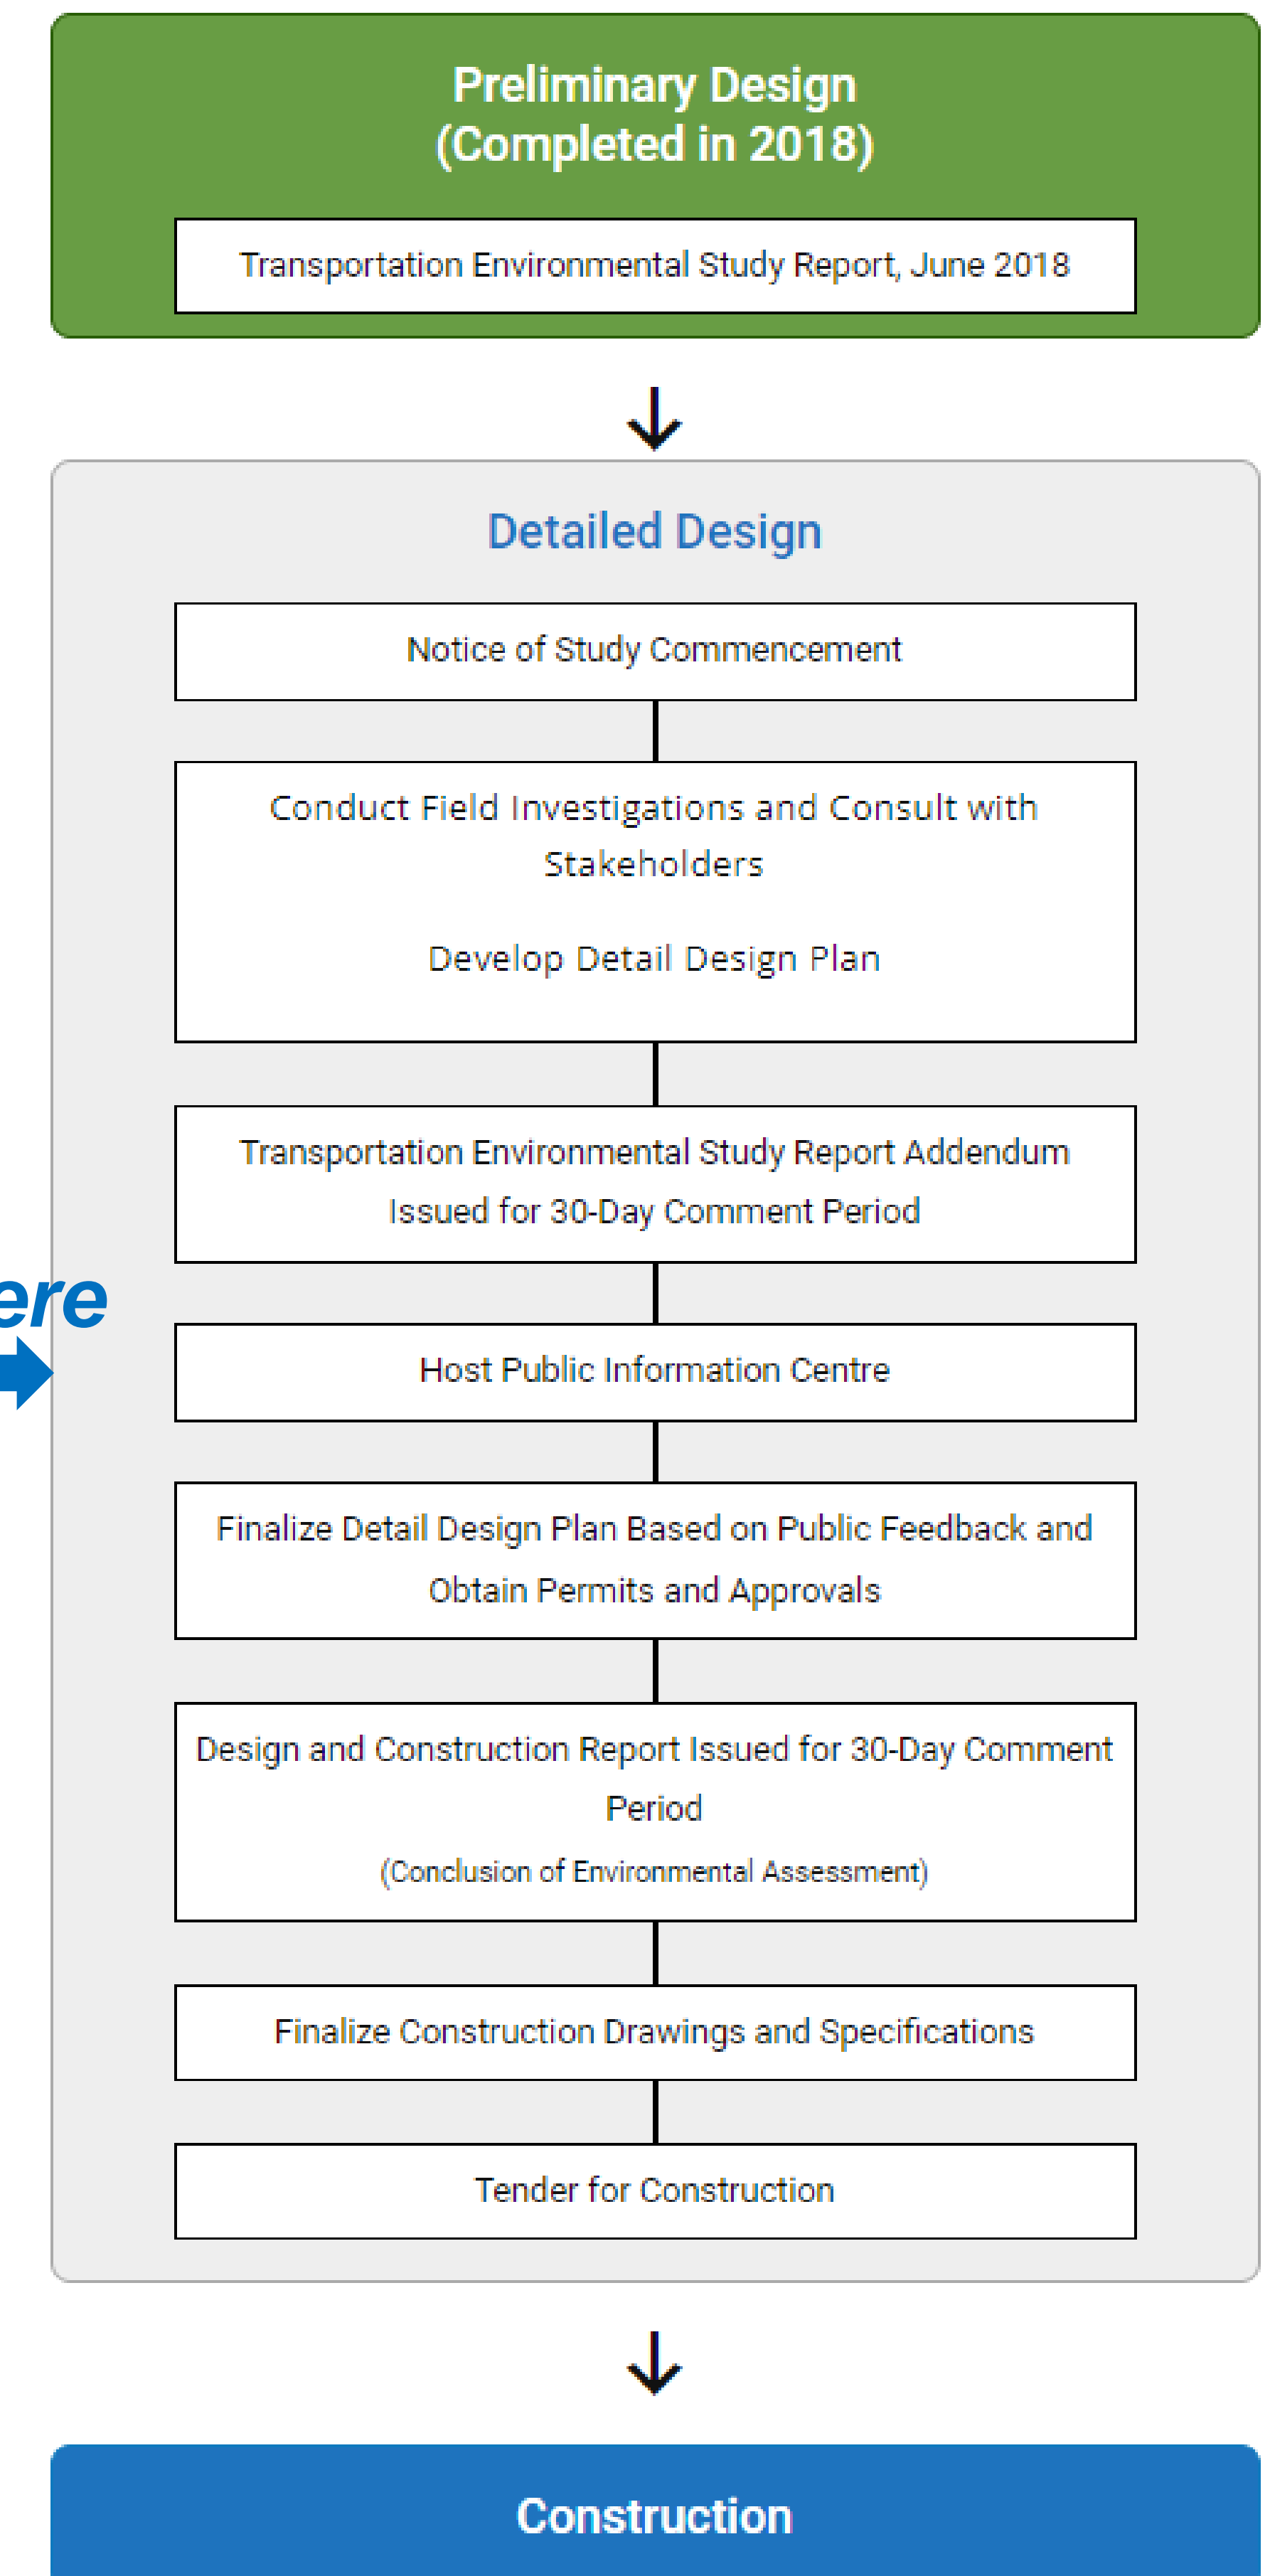 Preliminary Design
(Completed in 2018)
Transportation Environmental Study Report, June 2018
Detailed Design
Notice of Study Commencement
Conduct Field Investigations and Consult with
Stakeholders
Develop Detail Design Plan
Transportation Environmental Study Report Addendum
Issued for 30-Day Comment Period
ere
Host Public Information Centre
Finalize Detail Design Plan Based on Public Feedback and
Obtain Permits and Approvals
Design and Construction Report Issued for 30-Day Comment
Period
(Conclusion of Environmental Assessment)
Finalize Construction Drawings and Specifications
Tender for Construction
Construction